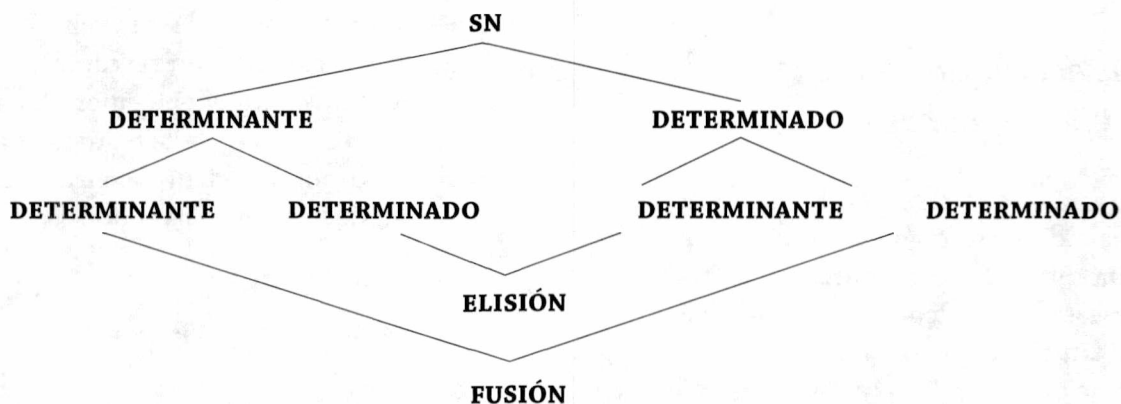 SN
DETERMINANTE DETERMINADO
DETERMINANTE DETERMINADO DETERMINANTE DETERMINADO
ELISIÓN
FUSIÓN